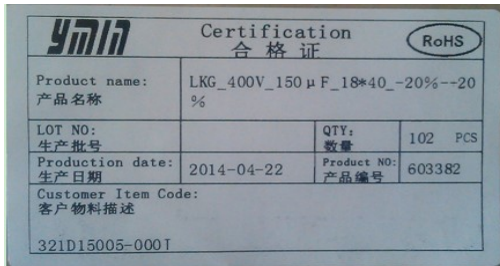 YMIN
Certification
合格证
RoHS
Product name:
产品名称
LKG_400V_150μF_18*40_-20%--20
%
LOT NO:
生产批号
QTY:
数量
102 PCS
Production date:
生产日期
2014-04-22
Product NO:
产品编号
603382
Customer Item Code:
客户物料描述
321D15005-000T